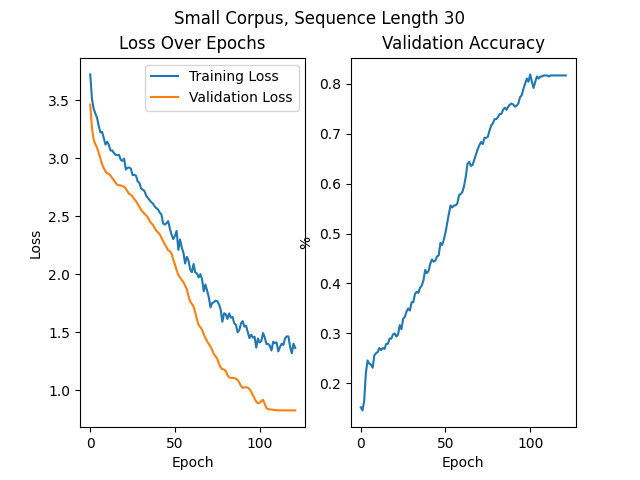 Small Corpus, Sequence Length 30
Loss Over Epochs
Training Loss
Validation Loss
Loss
3.5
3.0
2.5
2.0
1.5
1.0
0
50
100
Epoch
Validation Accuracy
%
0.8
0.7
0.6
0.5
0.4
0.3
0.2
0
50
100
Epoch